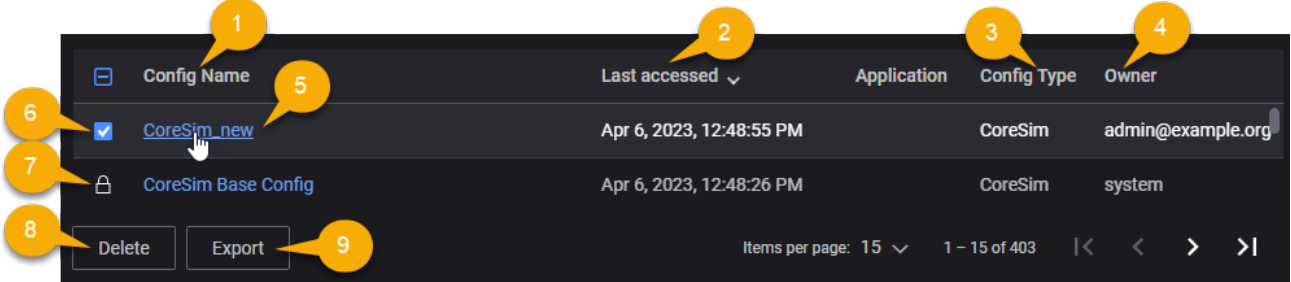 1 2 3 4
Config Name Last accessed Application Config Type Owner
5
6 CoreSim_new Apr 6, 2023, 12:48:55 PM CoreSim admin@example.org
7 CoreSim Base Config Apr 6, 2023, 12:48:26 PM CoreSim system
8 Delete Export 9 Items per page: 15 1 – 15 of 403